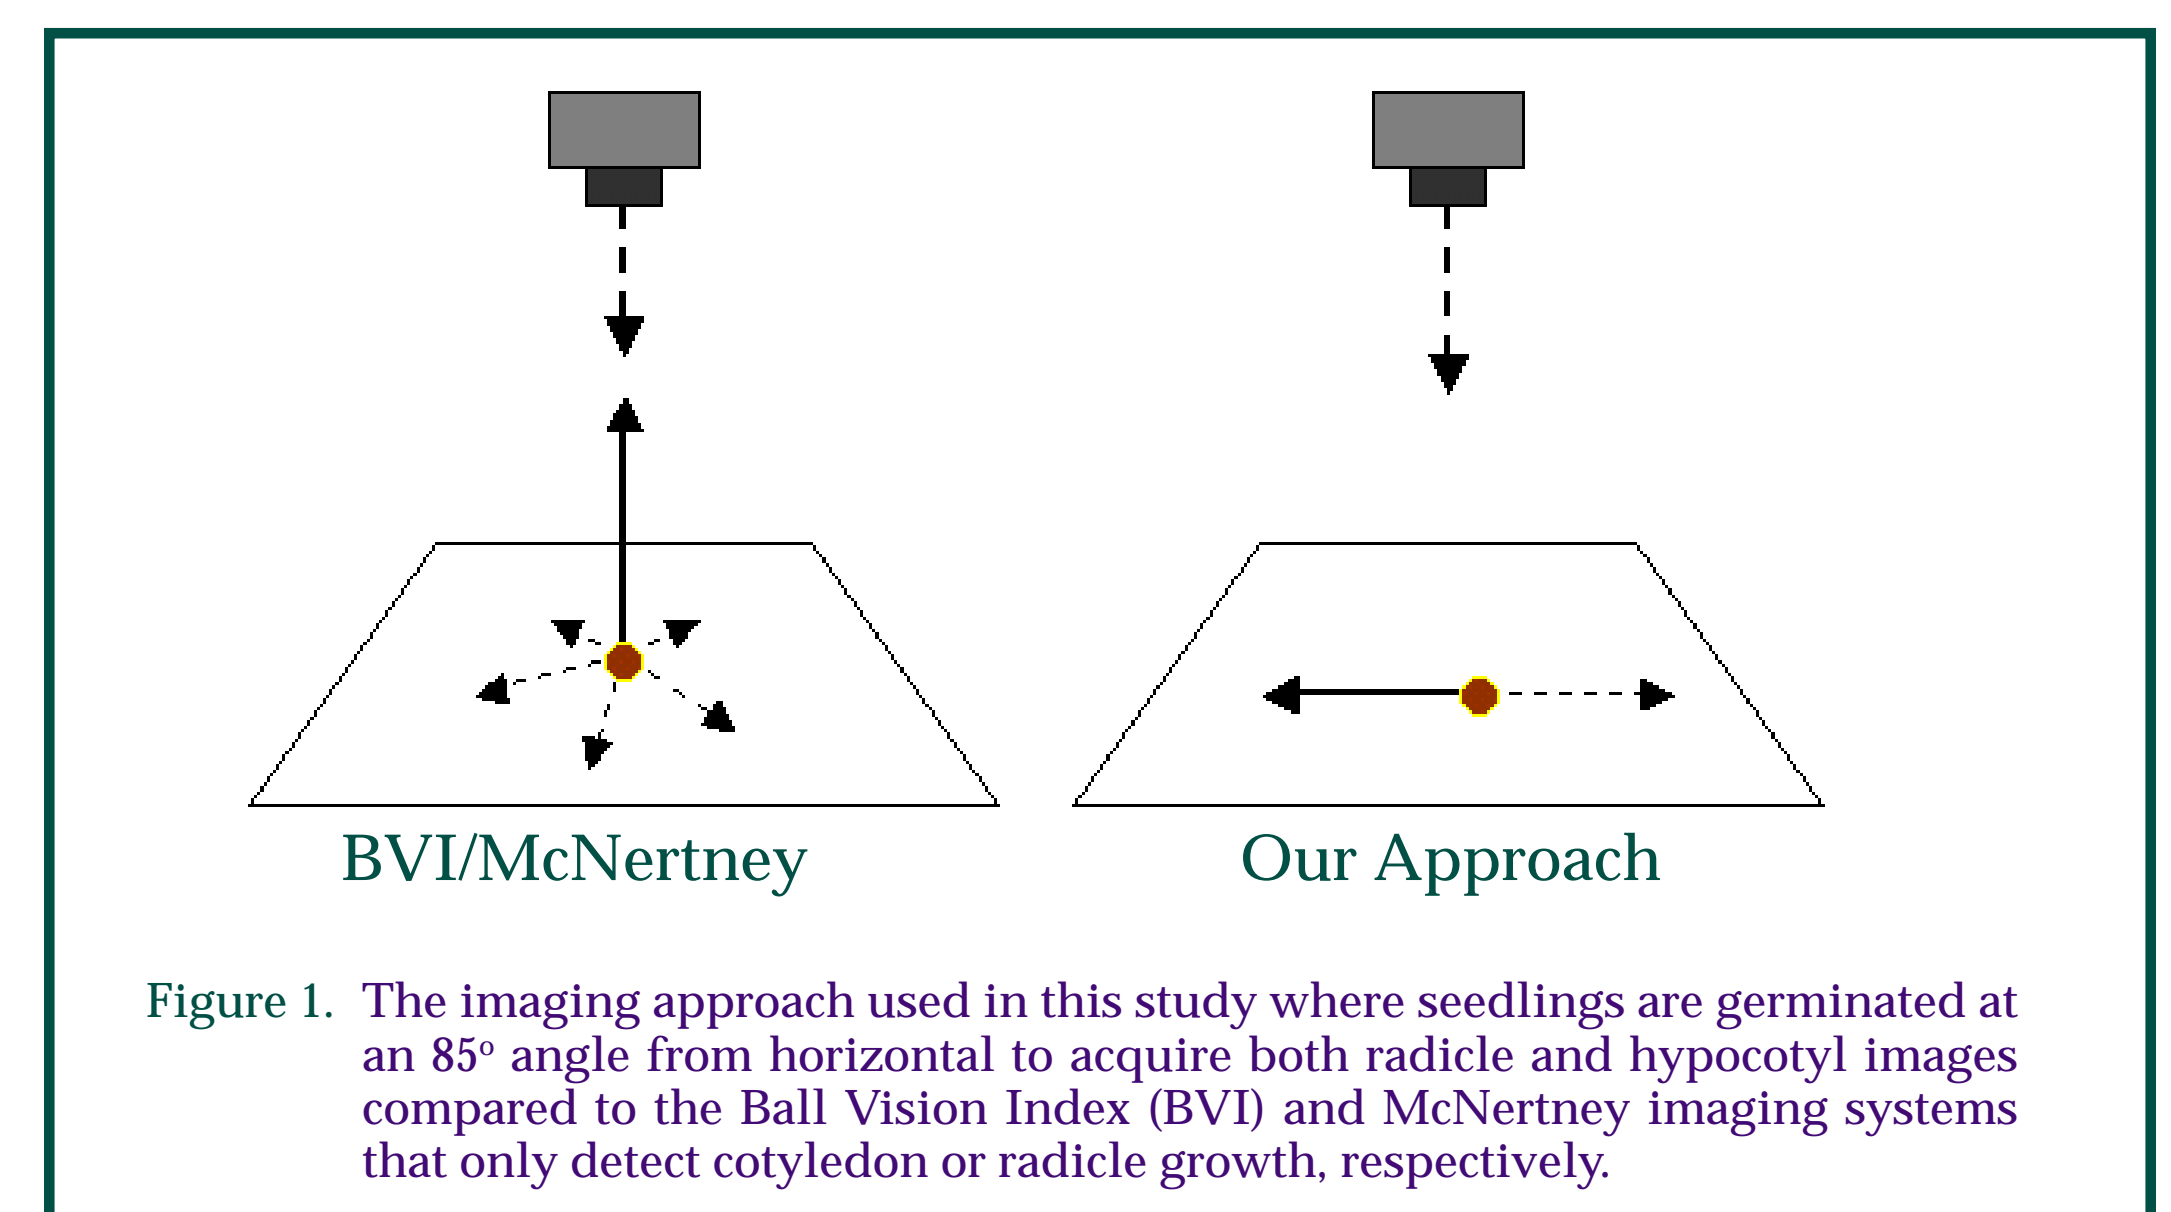 BVI/McNertney
Our Approach
Figure 1. The imaging approach used in this study where seedlings are germinated at
an 85º angle from horizontal to acquire both radicle and hypocotyl images
compared to the Ball Vision Index (BVI) and McNertney imaging systems
that only detect cotyledon or radicle growth, respectively.